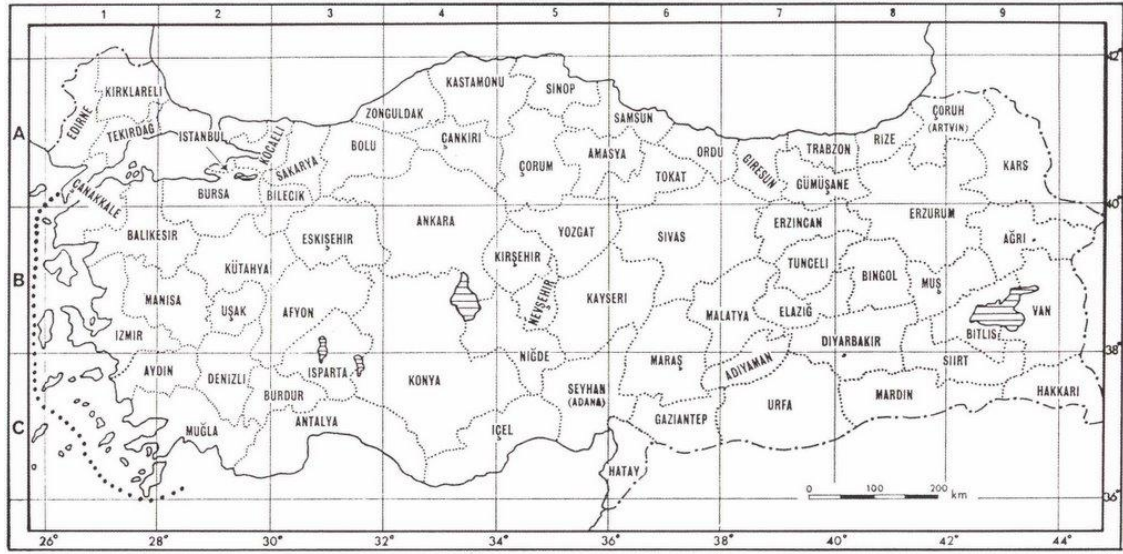 1 2 3 4 5 6 7 8 9
42°
KASTAMONU
SINOP
KIRKLARELI
EDIRNE
ZONGULDAK
SAMSUN
ÇORUH
(ARTVIN)
A
TEKIRDAĞ
ISTANBUL
KOCAELI
SAKARYA
BOLU
ÇANKIRI
ÇORUM
AMASYA
ORDU
GIRESUN
TRABZON
RIZE
KARS
TOKAT
GÜMÜŞANE
ÇANAKKALE
BURSA
BILECIK
40°
ANKARA
ERZURUM
BALIKESIR
ESKIŞEHIR
YOZGAT
SIVAS
ERZINCAN
AĞRI
KIRŞEHIR
TUNCELI
KÜTAHYA
BINGOL
MUŞ
B
MANISA
UŞAK
AFYON
NEVŞEHIR
KAYSERI
MALATYA
ELAZIĞ
VAN
IZMIR
BITLIS
DIYARBAKIR
38°
NIĞDE
SIIRT
AYDIN
DENIZLI
ISPARTA
KONYA
MARAŞ
ADIYAMAN
BURDUR
SEYHAN
(ADANA)
MARDIN
HAKKARI
URFA
C
MUĞLA
ANTALYA
IÇEL
GAZIANTEP
HATAY
0 100 200
km
36°
26° 28° 30° 32° 34° 36° 38° 40° 42° 44°